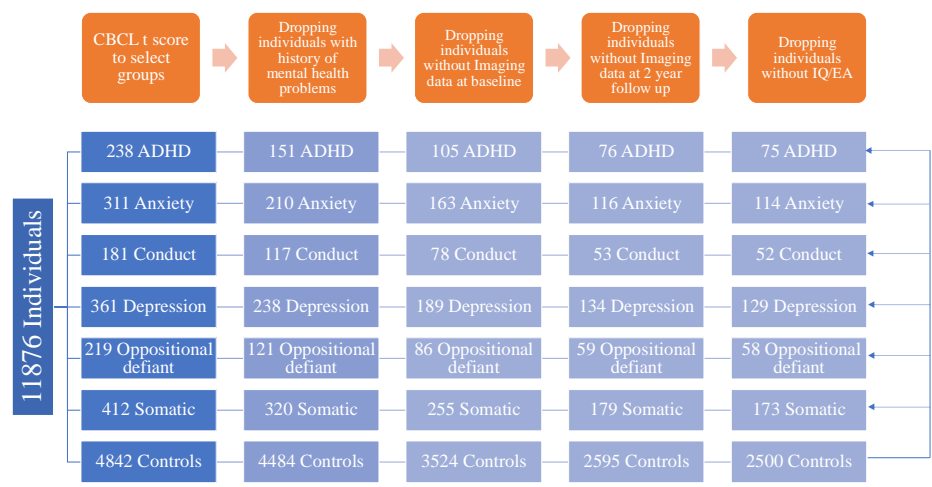 CBCL t score
to select
groups
Dropping
individuals with
history of
mental health
problems
Dropping
individuals
without Imaging
data at baseline
Dropping
individuals
without Imaging
data at 2 year
follow up
Dropping
individuals
without IQ/EA
11876 Individuals
238 ADHD
151 ADHD
105 ADHD
76 ADHD
75 ADHD
311 Anxiety
210 Anxiety
163 Anxiety
116 Anxiety
114 Anxiety
181 Conduct
117 Conduct
78 Conduct
53 Conduct
52 Conduct
361 Depression
238 Depression
189 Depression
134 Depression
129 Depression
219 Oppositional
defiant
121 Oppositional
defiant
86 Oppositional
defiant
59 Oppositional
defiant
58 Oppositional
defiant
412 Somatic
320 Somatic
255 Somatic
179 Somatic
173 Somatic
4842 Controls
4484 Controls
3524 Controls
2595 Controls
2500 Controls